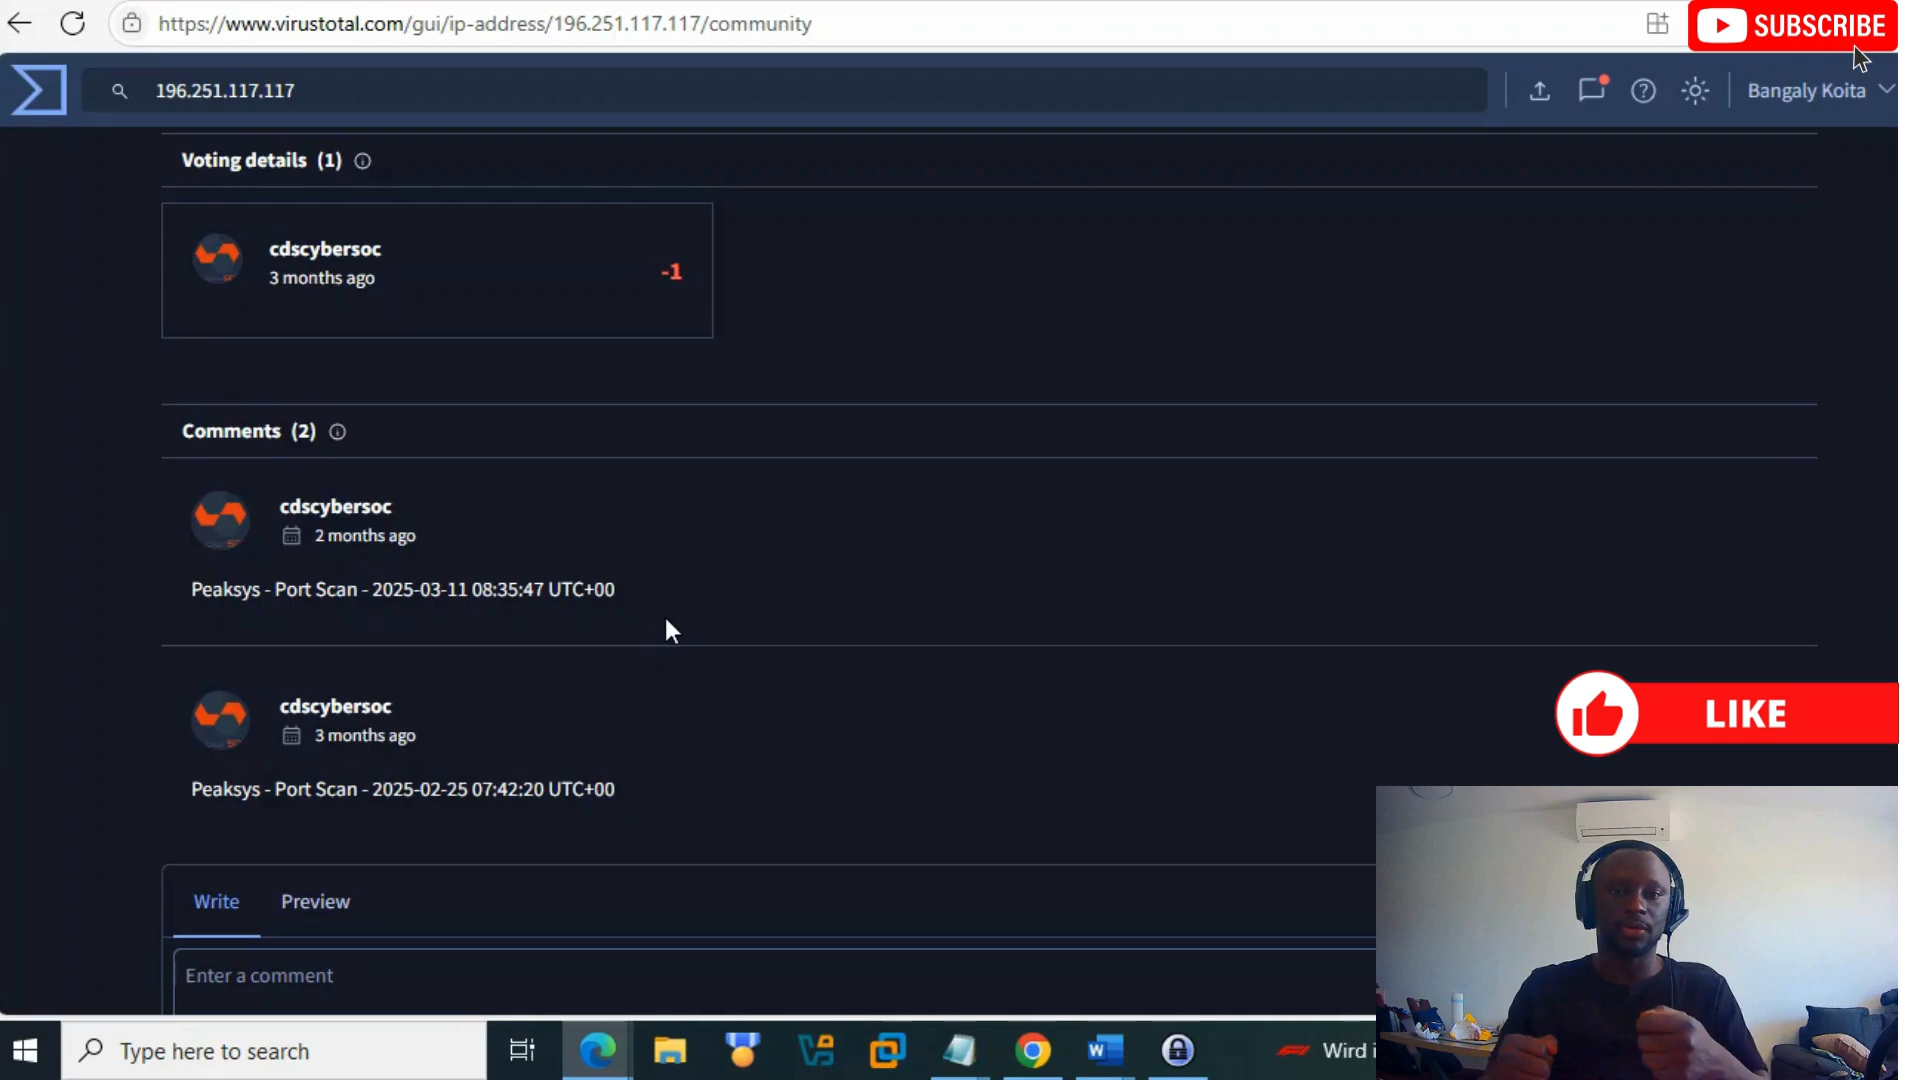 https://www.virustotal.com/gui/ip-address/196.251.117.117/community
SUBSCRIBE
196.251.117.117
Bangaly Koita
Voting details (1)
cdscybersoc
3 months ago
-1
Comments (2)
cdscybersoc
2 months ago
Peaksys - Port Scan - 2025-03-11 08:35:47 UTC+00
cdscybersoc
3 months ago
Peaksys - Port Scan - 2025-02-25 07:42:20 UTC+00
LIKE
Write
Preview
Enter a comment
Type here to search
Wird i